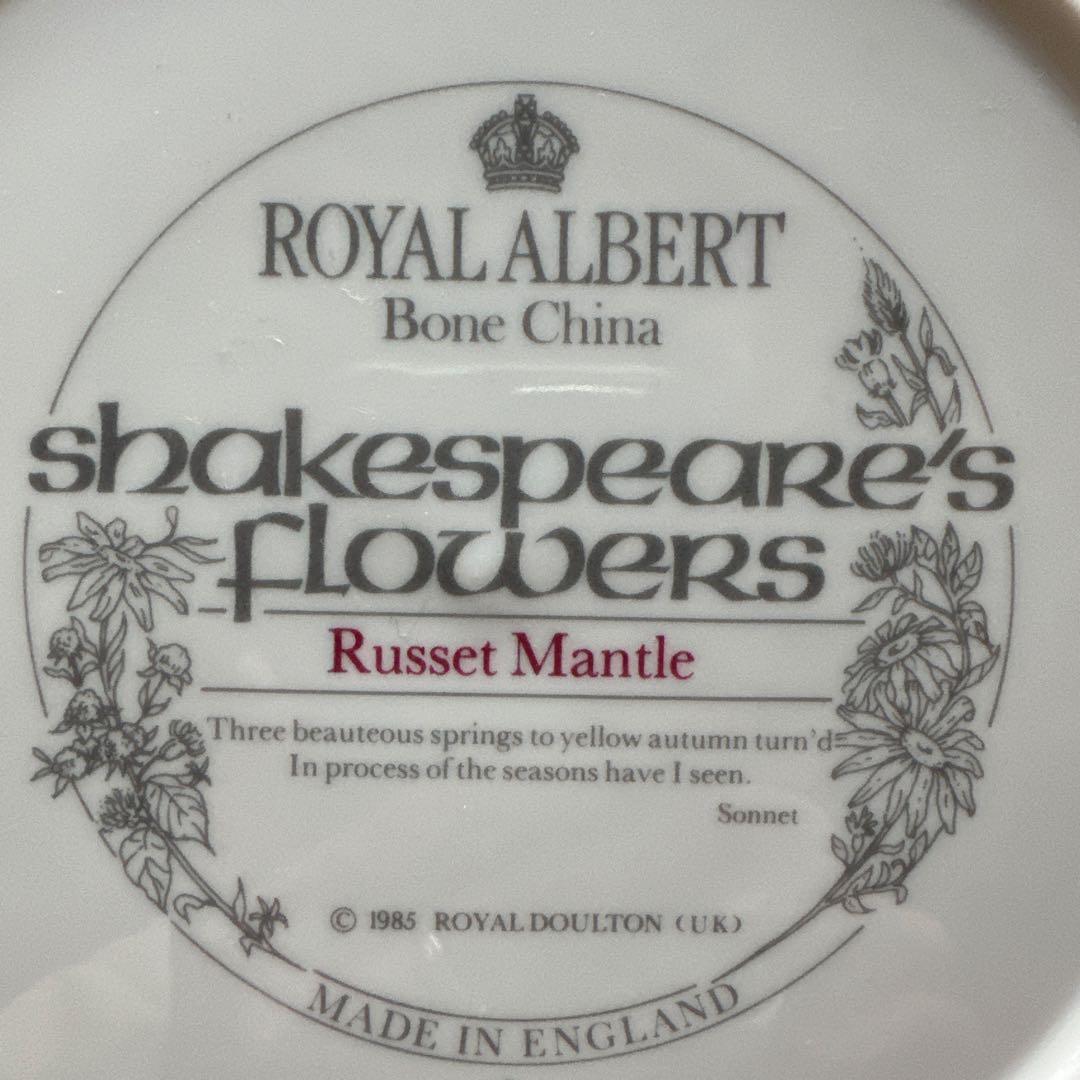 ROYAL ALBERT
Bone China
shakespeare's
flowers
Russet Mantle
Three beauteous springs to yellow autumn turn'd
In process of the seasons have I seen.
Sonnet
© 1985 ROYAL DOULTON (UK)
MADE IN ENGLAND